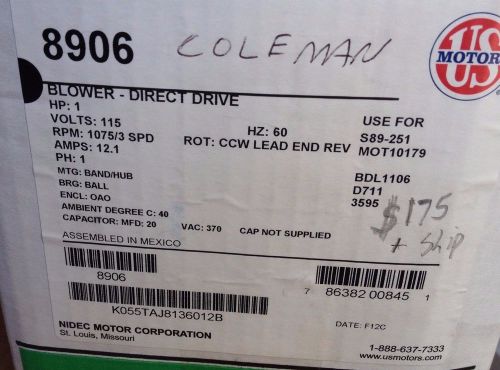 8906 COLEMAN
US
MOTORS
®
BLOWER - DIRECT DRIVE
HP: 1
VOLTS: 115 HZ: 60 USE FOR
RPM: 1075/3 SPD ROT: CCW LEAD END REV S89-251
AMPS: 12.1 MOT10179
PH: 1
MTG: BAND/HUB BDL1106
BRG: BALL D711
ENCL: OAO 3595
AMBIENT DEGREE C: 40 $175
CAPACITOR: MFD: 20 VAC: 370 CAP NOT SUPPLIED + Ship
ASSEMBLED IN MEXICO
8906
7 86382 00845 1
K055TAJ8136012B
NIDEC MOTOR CORPORATION DATE: F12C
St. Louis, Missouri
1-888-637-7333
www.usmotors.com